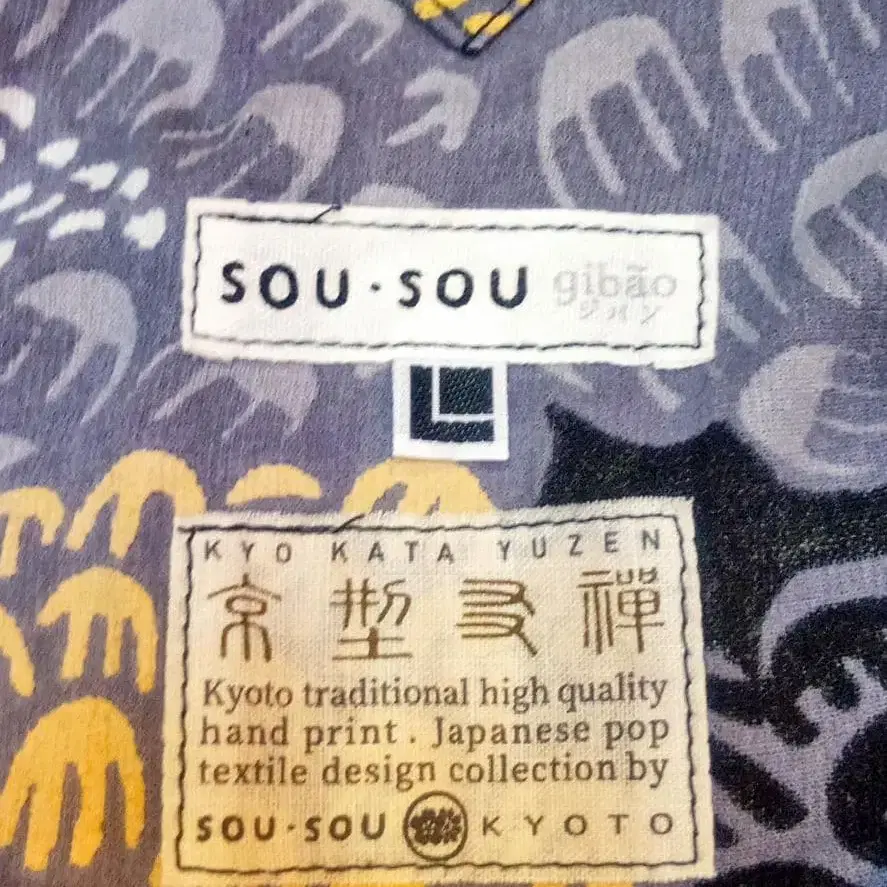 SOU・SOU gibão
ジバン
L
KYO KATA YUZEN
京型友禅
Kyoto traditional high quality
hand print . Japanese pop
textile design collection by
SOU・SOU KYOTO